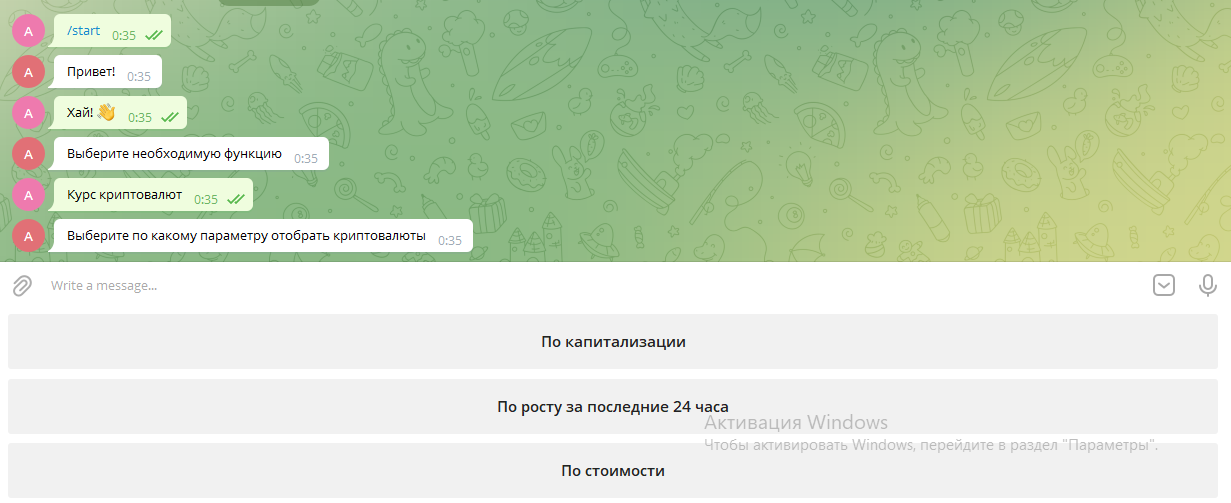 A
/start 0:35
A
Привет! 0:35
A
Хай! 👋 0:35
A
Выберите необходимую функцию 0:35
A
Курс криптовалют 0:35
A
Выберите по какому параметру отобрать криптовалюты 0:35
Write a message...
По капитализации
По росту за последние 24 часа
Активация Windows
Чтобы активировать Windows, перейдите в раздел "Параметры".
По стоимости